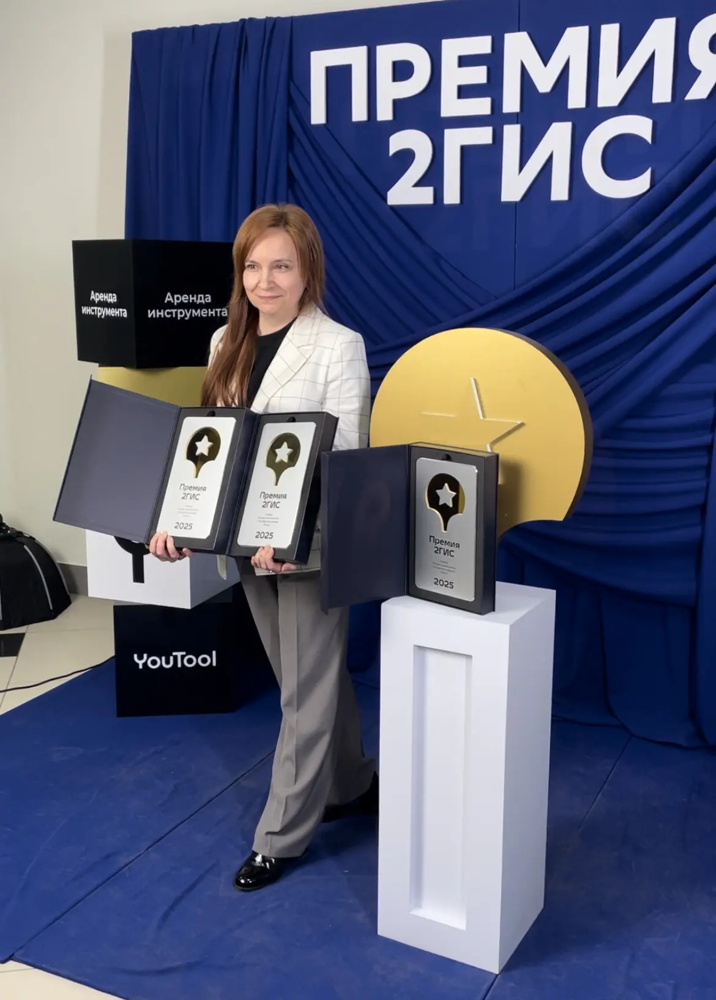 ПРЕМИЯ
2ГИС
Аренда
инструмента
Аренда
инструмента
Премия
2ГИС
2025
Премия
2ГИС
2025
Премия
2ГИС
2025
YouTool